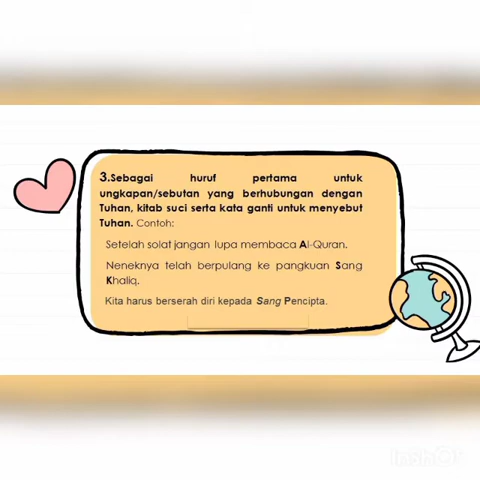 3.Sebagai huruf pertama untuk
ungkapan/sebutan yang berhubungan dengan
Tuhan, kitab suci serta kata ganti untuk menyebut
Tuhan. Contoh:
Setelah solat jangan lupa membaca Al-Quran.
Neneknya telah berpulang ke pangkuan Sang
Khaliq.
Kita harus berserah diri kepada Sang Pencipta.
InShOt